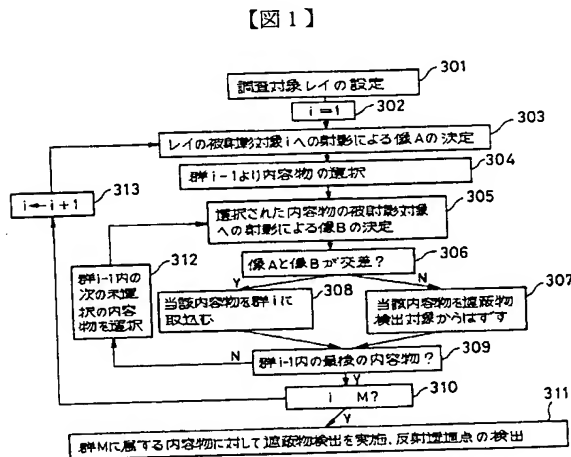 【図1】
調査対象レイの設定
301
i=1
302
303
レイの被射影対象iへの射影による像Aの決定
304
群i-1より内容物の選択
313
i←i+1
305
選択された内容物の被射影対象
への射影による像Bの決定
312
306
像Aと像Bが交差?
群i-1内の
次の未選
択の内容
物を選択
Y
N
当該内容物を群iに
取込む
308
当該内容物を遮蔽物
検出対象からはずす
307
群i-1内の最後の内容物?
309
N
Y
i M?
310
311
Y
群Mに属する内容物に対して遮蔽物検出を実施,反射透過点の検出